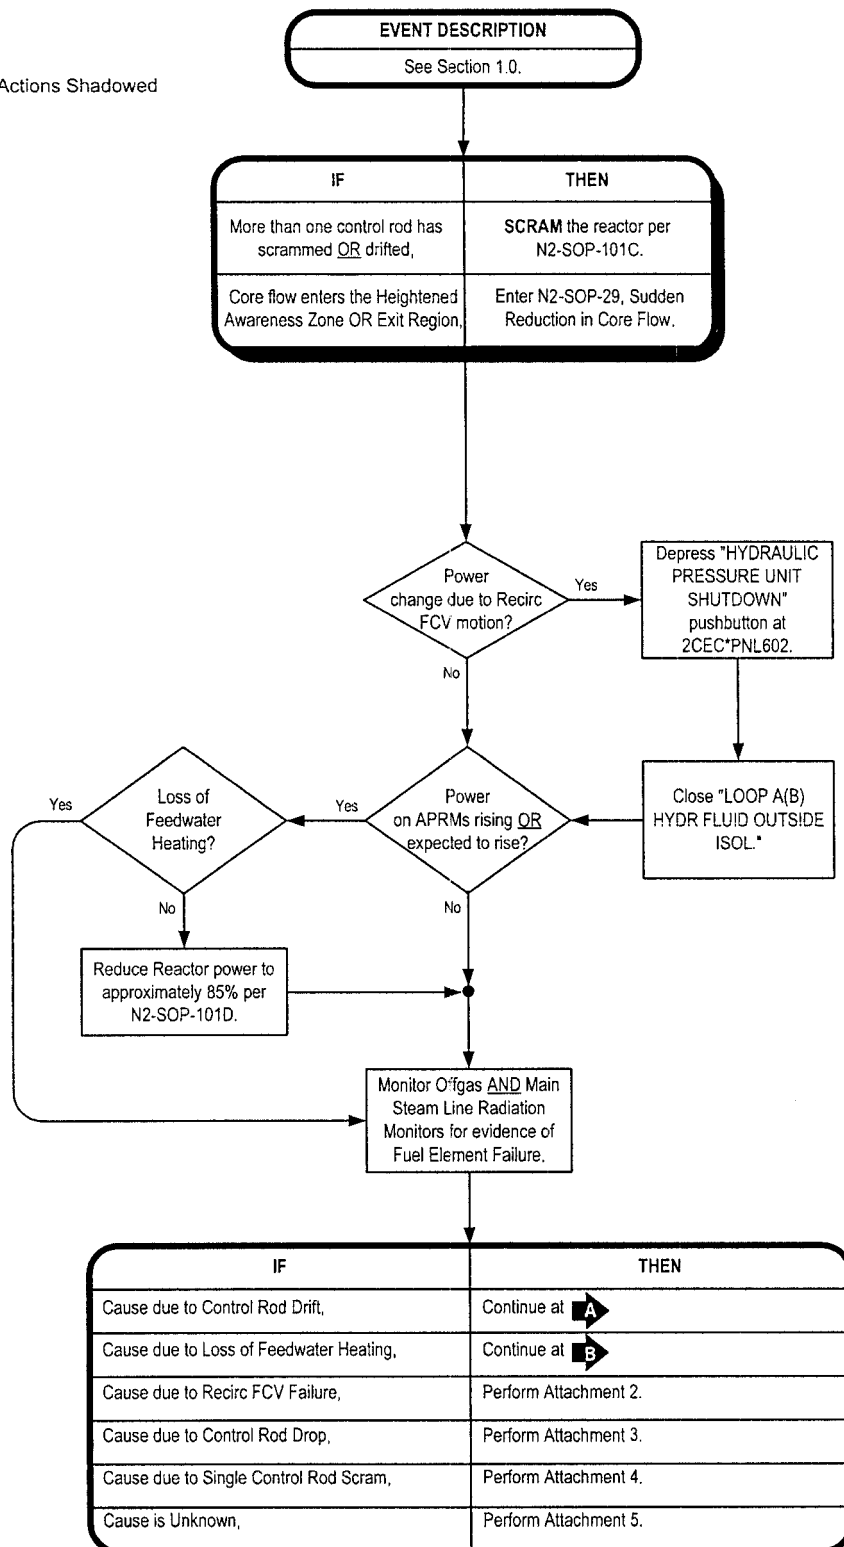 EVENT DESCRIPTION
See Section 1.0.
Actions Shadowed
IF
THEN
More than one control rod has
scrammed OR drifted,
SCRAM the reactor per
N2-SOP-101C.
Core flow enters the Heightened
Awareness Zone OR Exit Region,
Enter N2-SOP-29, Sudden
Reduction in Core Flow.
Power
change due to Recirc
FCV motion?
Yes
No
Depress "HYDRAULIC
PRESSURE UNIT
SHUTDOWN"
pushbutton at
2CEC*PNL602.
Close "LOOP A(B)
HYDR FLUID OUTSIDE
ISOL."
Power
on APRMs rising OR
expected to rise?
Yes
No
Loss of
Feedwater
Heating?
Yes
No
Reduce Reactor power to
approximately 85% per
N2-SOP-101D.
Monitor Offgas AND Main
Steam Line Radiation
Monitors for evidence of
Fuel Element Failure.
IF
THEN
Cause due to Control Rod Drift,
Continue at A
Cause due to Loss of Feedwater Heating,
Continue at B
Cause due to Recirc FCV Failure,
Perform Attachment 2.
Cause due to Control Rod Drop,
Perform Attachment 3.
Cause due to Single Control Rod Scram,
Perform Attachment 4.
Cause is Unknown,
Perform Attachment 5.